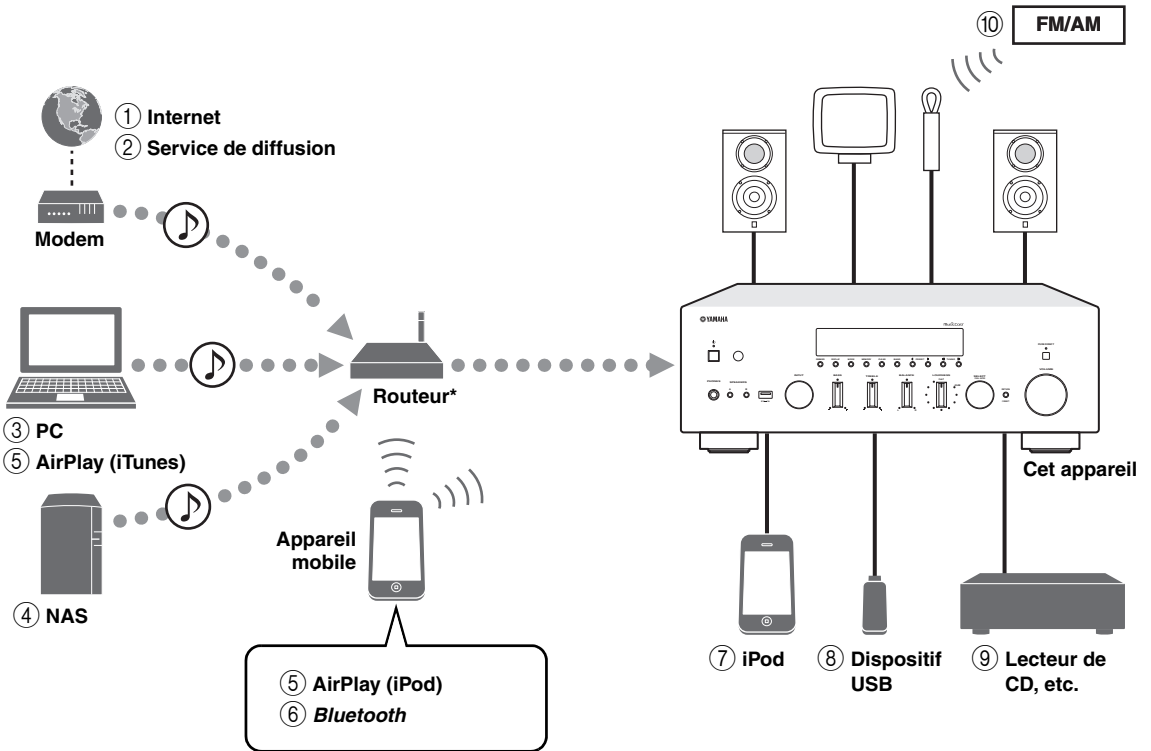 ⑩ FM/AM
① Internet
② Service de diffusion
Modem
③ PC
⑤ AirPlay (iTunes)
④ NAS
Routeur*
Appareil
mobile
⑤ AirPlay (iPod)
⑥ Bluetooth
YAMAHA
MusicCast
VOLUME
Cet appareil
⑦ iPod
⑧ Dispositif
USB
⑨ Lecteur de
CD, etc.